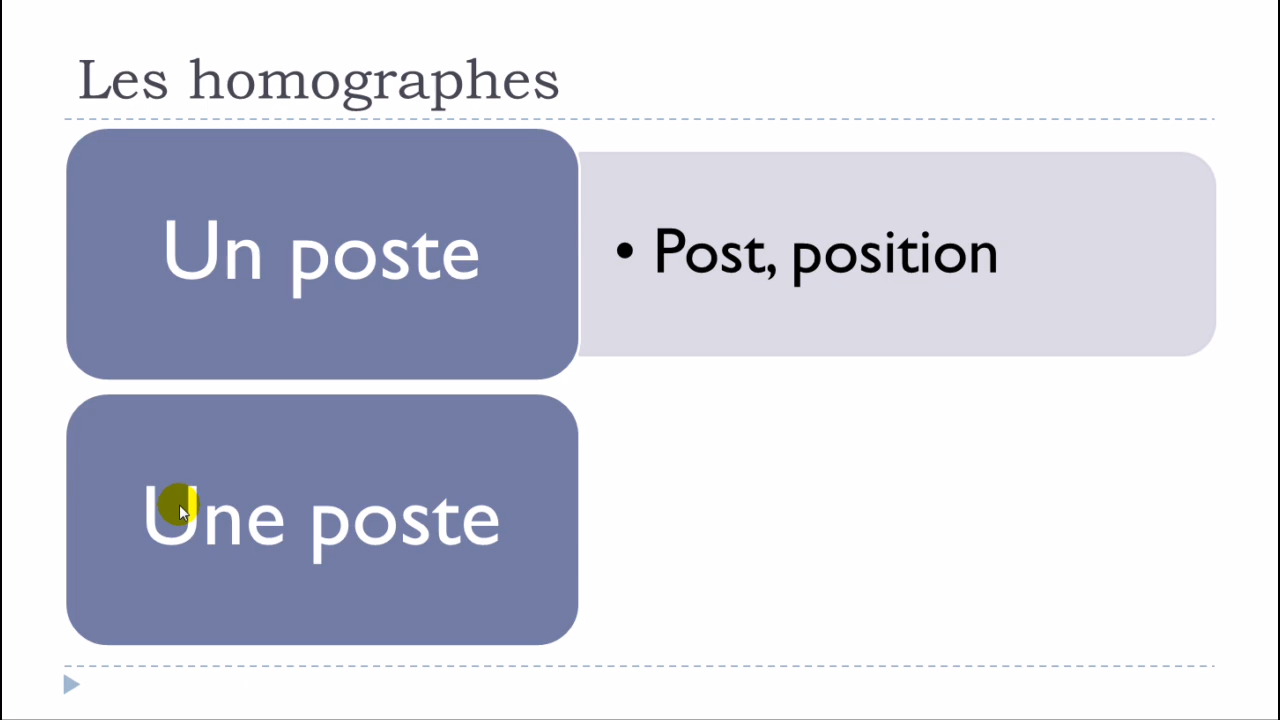 Les homographes
Un poste
• Post, position
Une poste